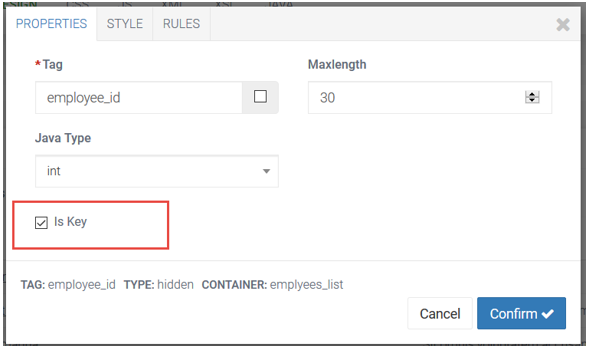 PROPERTIES STYLE RULES
* Tag Maxlength
employee_id 30
Java Type
int
Is Key
TAG: employee_id TYPE: hidden CONTAINER: emplyees_list
Cancel Confirm